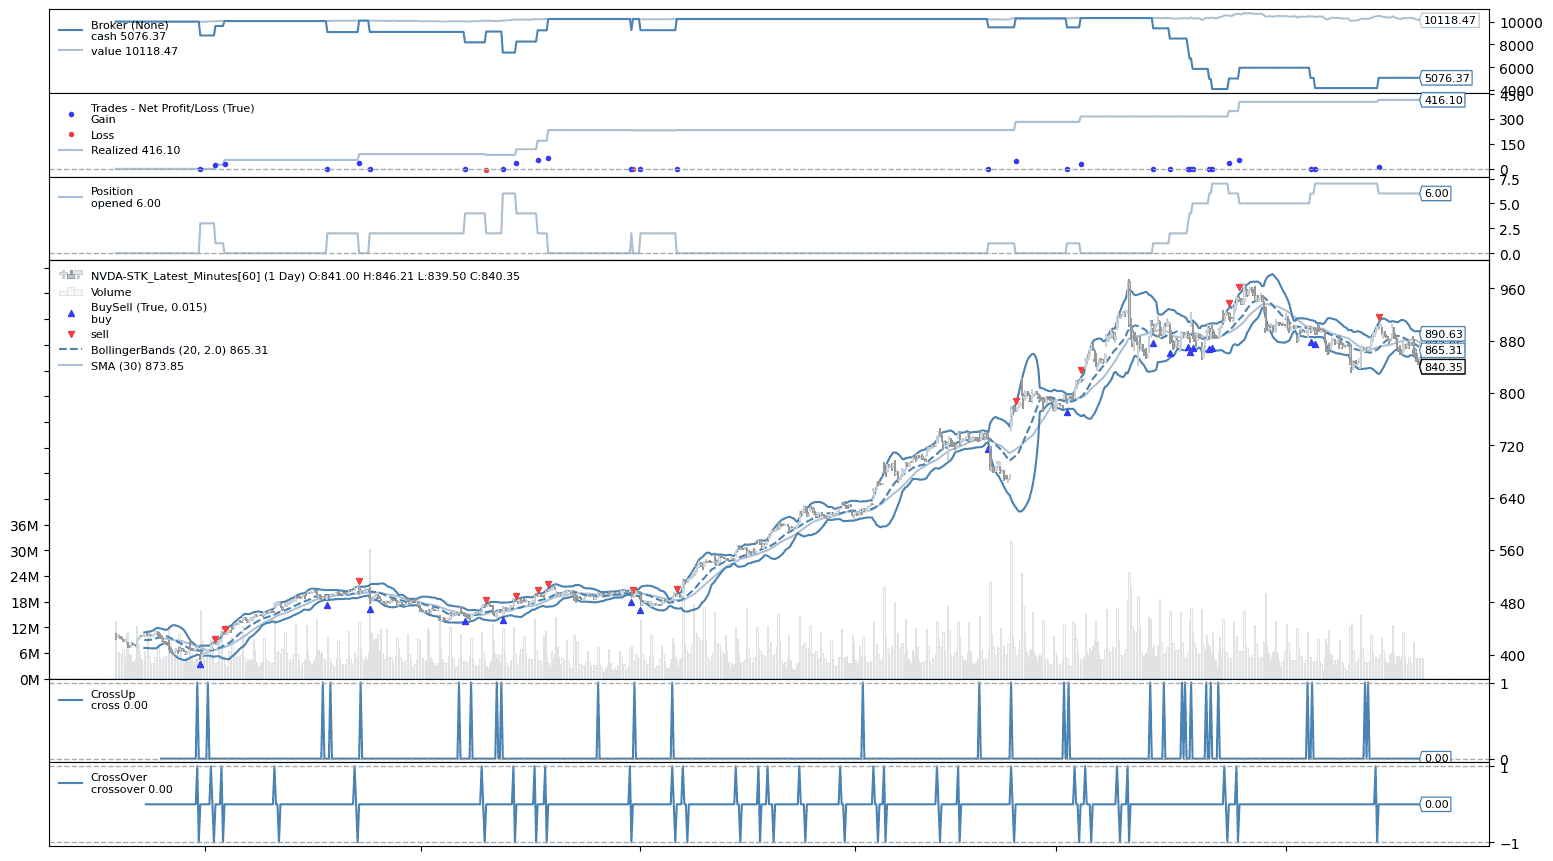 Broker (None)
cash 5076.37
value 10118.47
10118.47
10000
8000
6000
5076.37
4000
450
Trades - Net Profit/Loss (True)
Gain
Loss
Realized 416.10
416.10
300
150
0
Position
opened 6.00
7.5
6.00
5.0
2.5
0.0
NVDA-STK_Latest_Minutes[60] (1 Day) O:841.00 H:846.21 L:839.50 C:840.35
Volume
BuySell (True, 0.015)
buy
sell
BollingerBands (20, 2.0) 865.31
SMA (30) 873.85
960
890.63
880
865.31
840.35
800
720
640
560
480
400
36M
30M
24M
18M
12M
6M
0M
CrossUp
cross 0.00
1
0.00
0
CrossOver
crossover 0.00
1
0.00
−1